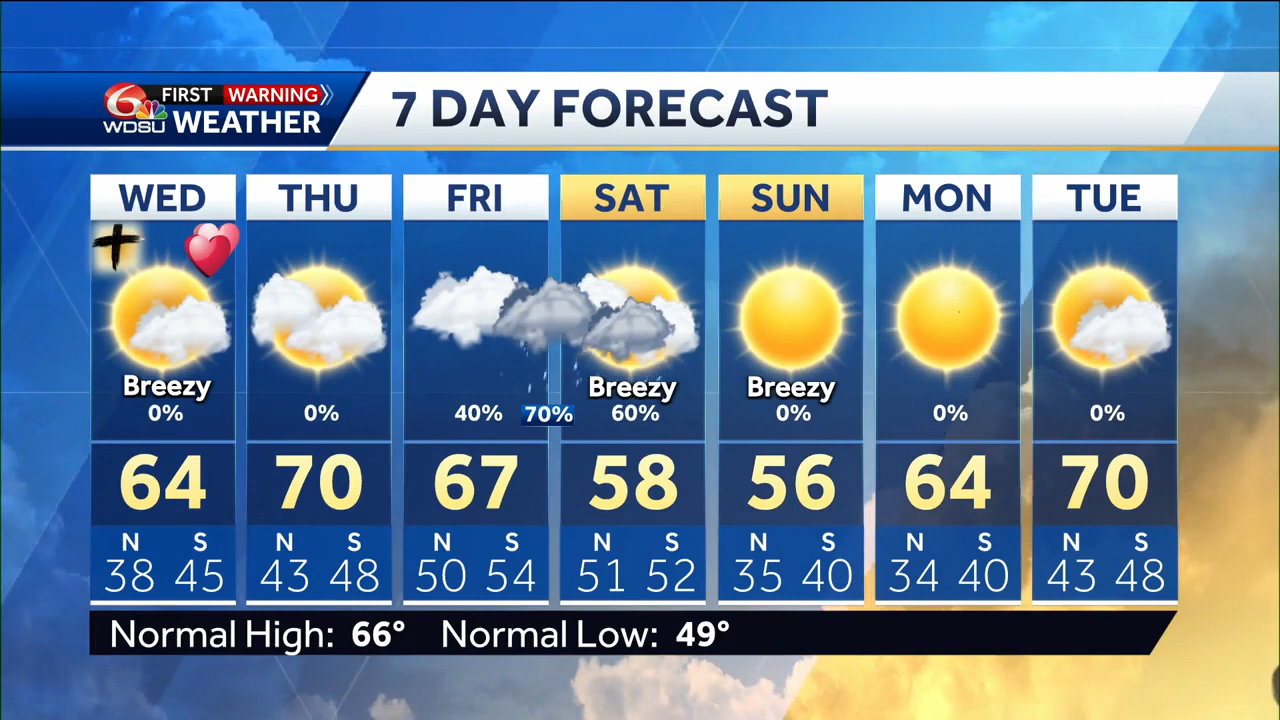 6 FIRST WARNING
WDSU WEATHER
7 DAY FORECAST
WED THU FRI SAT SUN MON TUE
Breezy Breezy Breezy
0% 0% 40% 70% 60% 0% 0% 0%
64 70 67 58 56 64 70
N S N S N S N S N S N S N S
38 45 43 48 50 54 51 52 35 40 34 40 43 48
Normal High: 66° Normal Low: 49°